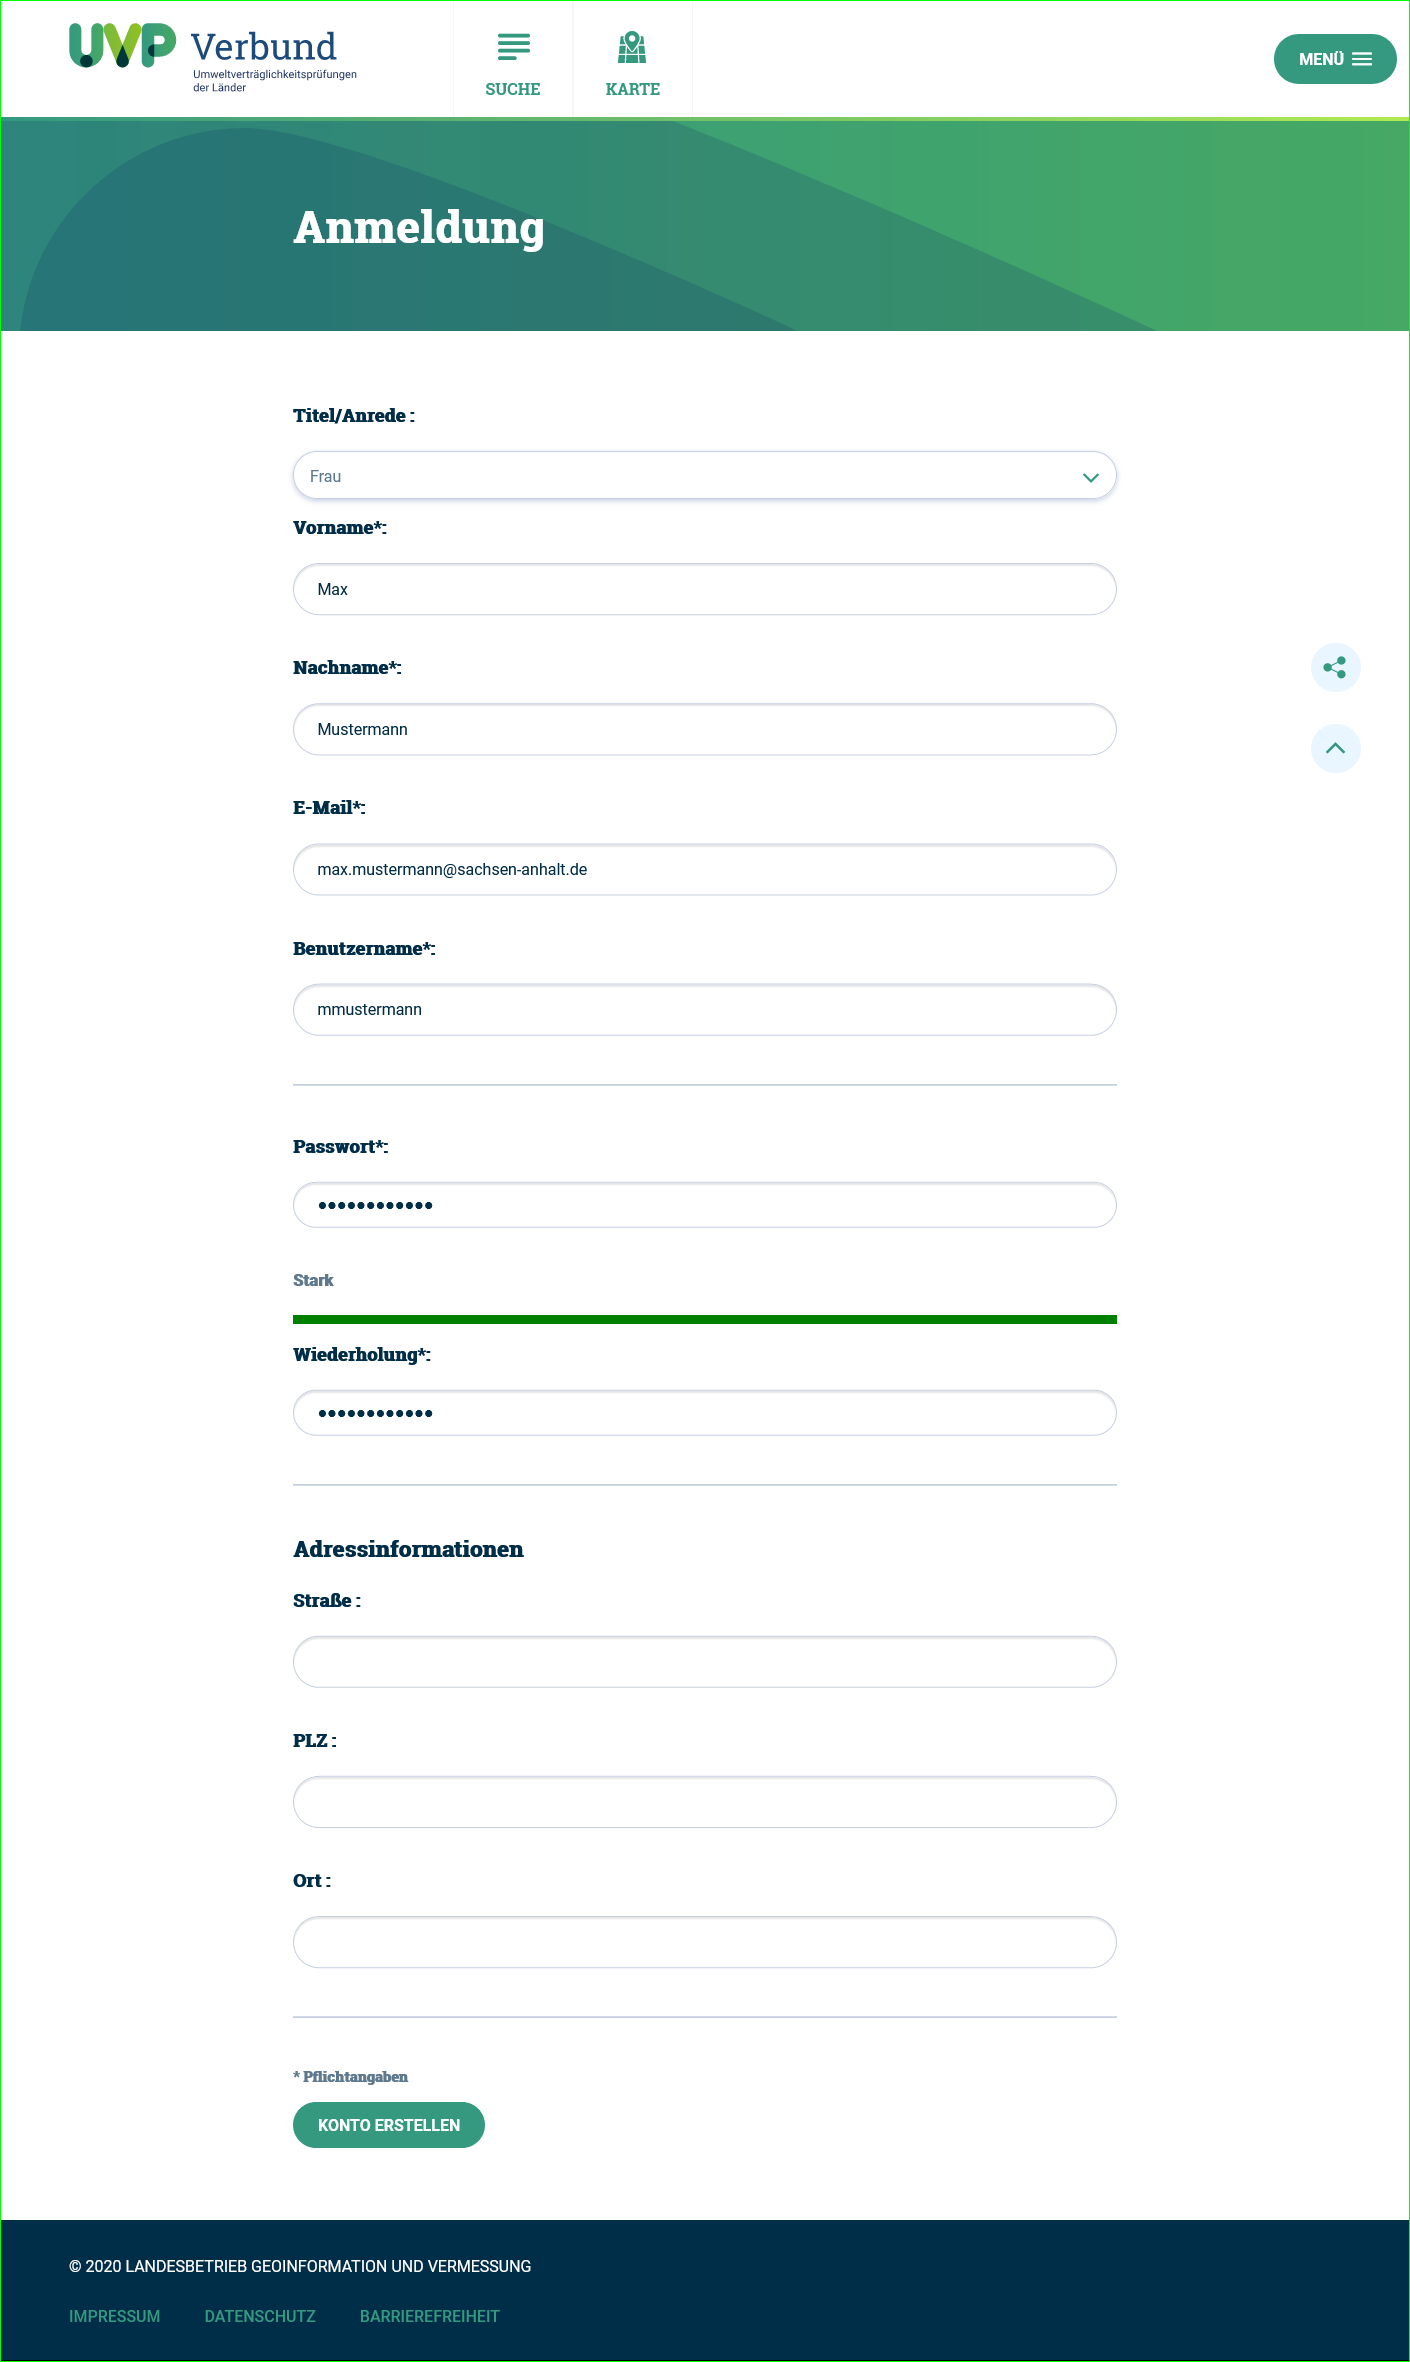 UVP Verbund
Umweltverträglichkeitsprüfungen
der Länder
SUCHE
KARTE
MENÜ
Anmeldung
Titel/Anrede :
Frau
Vorname*:
Max
Nachname*:
Mustermann
E-Mail*:
max.mustermann@sachsen-anhalt.de
Benutzername*:
mmustermann
Passwort*:
••••••••••••
Stark
Wiederholung*:
••••••••••••
Adressinformationen
Straße :
PLZ :
Ort :
* Pflichtangaben
KONTO ERSTELLEN
© 2020 LANDESBETRIEB GEOINFORMATION UND VERMESSUNG
IMPRESSUM DATENSCHUTZ BARRIEREFREIHEIT